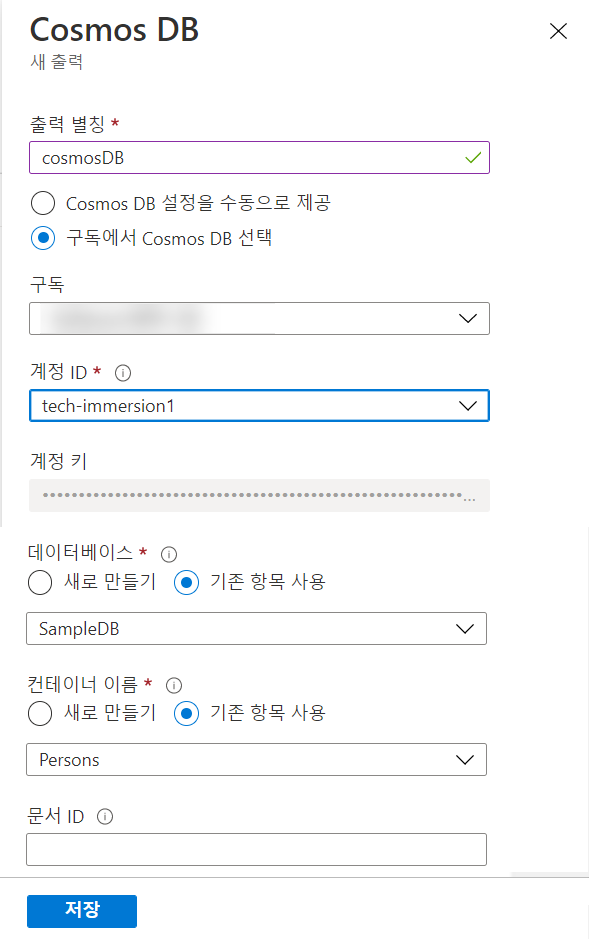 Cosmos DB
새 출력
출력 별칭 *
cosmosDB
Cosmos DB 설정을 수동으로 제공
구독에서 Cosmos DB 선택
구독
계정 ID *
tech-immersion1
계정 키
데이터베이스 *
새로 만들기 기존 항목 사용
SampleDB
컨테이너 이름 *
새로 만들기 기존 항목 사용
Persons
문서 ID
저장